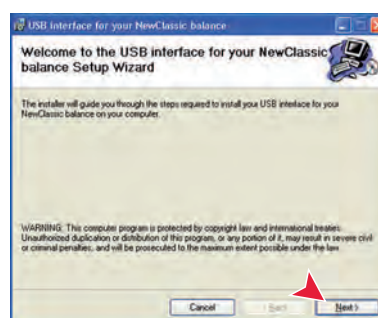 USB Interface for your NewClassic balance
Welcome to the USB interface for your NewClassic
balance Setup Wizard
The installer will guide you through the steps required to install your USB interface for your
NewClassic balance on your computer.
WARNING: This computer program is protected by copyright law and international treaties.
Unauthorized duplication or distribution of this program, or any portion of it, may result in severe civil
or criminal penalties, and will be prosecuted to the maximum extent possible under the law.
Cancel < Back Next >